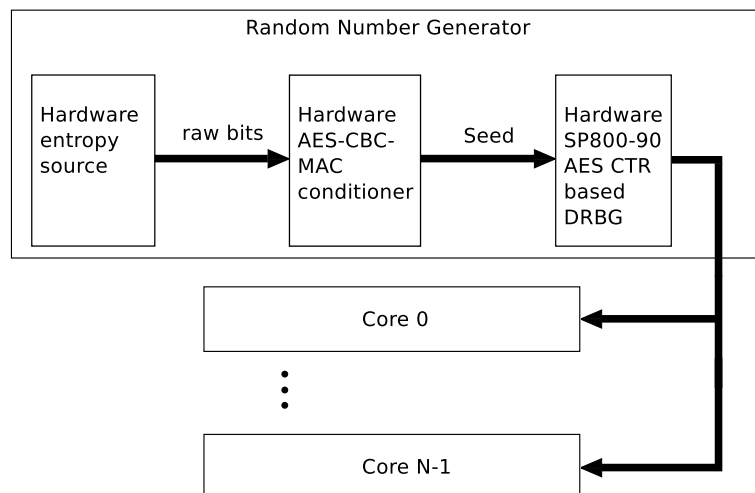 Random Number Generator
Hardware
entropy
source
raw bits
Hardware
AES-CBC-
MAC
conditioner
Seed
Hardware
SP800-90
AES CTR
based
DRBG
Core 0
Core N-1